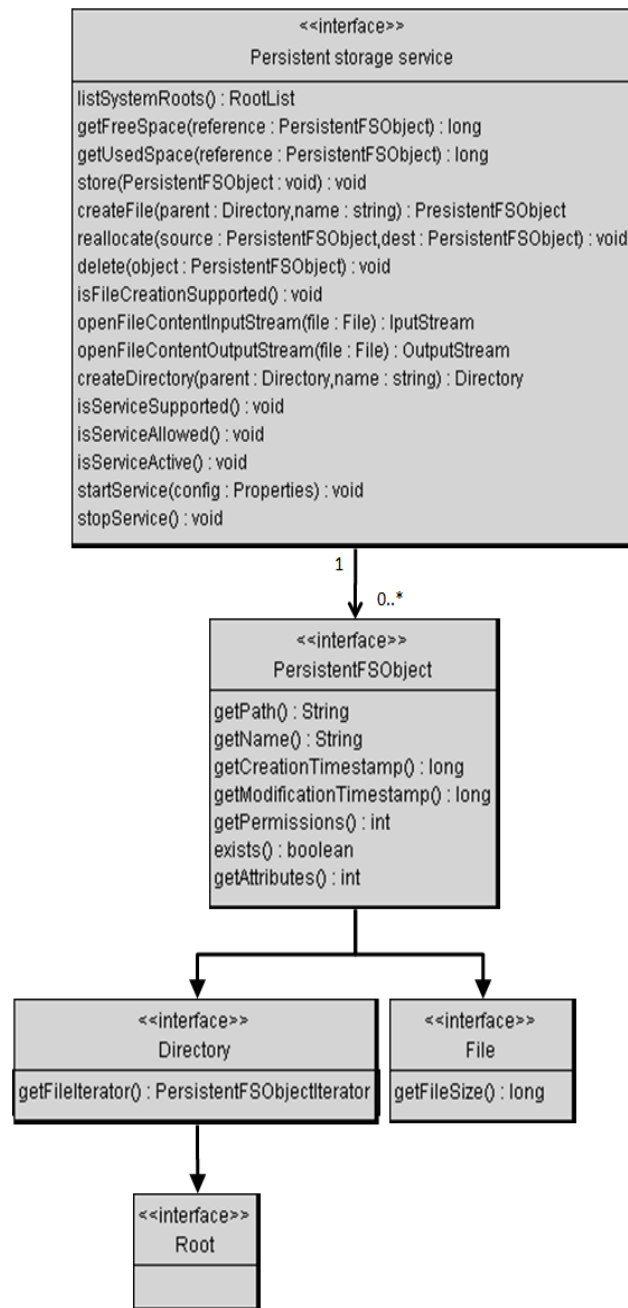 <<interface>>
Persistent storage service
listSystemRoots() : RootList
getFreeSpace(reference : PersistentFSObject) : long
getUsedSpace(reference : PersistentFSObject) : long
store(PersistentFSObject : void) : void
createFile(parent : Directory,name : string) : PresistentFSObject
reallocate(source : PersistentFSObject,dest : PersistentFSObject) : void
delete(object : PersistentFSObject) : void
isFileCreationSupported() : void
openFileContentInputStream(file : File) : IputStream
openFileContentOutputStream(file : File) : OutputStream
createDirectory(parent : Directory,name : string) : Directory
isServiceSupported() : void
isServiceAllowed() : void
isServiceActive() : void
startService(config : Properties) : void
stopService() : void
1
0..*
<<interface>>
PersistentFSObject
getPath() : String
getName() : String
getCreationTimestamp() : long
getModificationTimestamp() : long
getPermissions() : int
exists() : boolean
getAttributes() : int
<<interface>>
Directory
getFileIterator() : PersistentFSObjectIterator
<<interface>>
File
getFileSize() : long
<<interface>>
Root